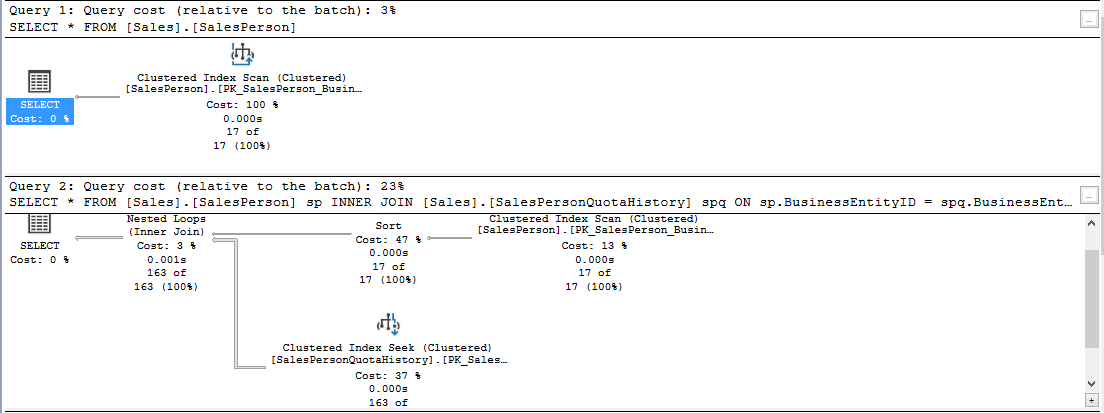 Query 1: Query cost (relative to the batch): 3%
SELECT * FROM [Sales].[SalesPerson]
Clustered Index Scan (Clustered)
[SalesPerson].[PK_SalesPerson_Busin…
SELECT
Cost: 0 %
Cost: 100 %
0.000s
17 of
17 (100%)
Query 2: Query cost (relative to the batch): 23%
SELECT * FROM [Sales].[SalesPerson] sp INNER JOIN [Sales].[SalesPersonQuotaHistory] spq ON sp.BusinessEntityID = spq.BusinessEnt…
SELECT
Cost: 0 %
Nested Loops
(Inner Join)
Cost: 3 %
0.001s
163 of
163 (100%)
Sort
Cost: 47 %
0.000s
17 of
17 (100%)
Clustered Index Scan (Clustered)
[SalesPerson].[PK_SalesPerson_Busin…
Cost: 13 %
0.000s
17 of
17 (100%)
Clustered Index Seek (Clustered)
[SalesPersonQuotaHistory].[PK_Sales…
Cost: 37 %
0.000s
163 of